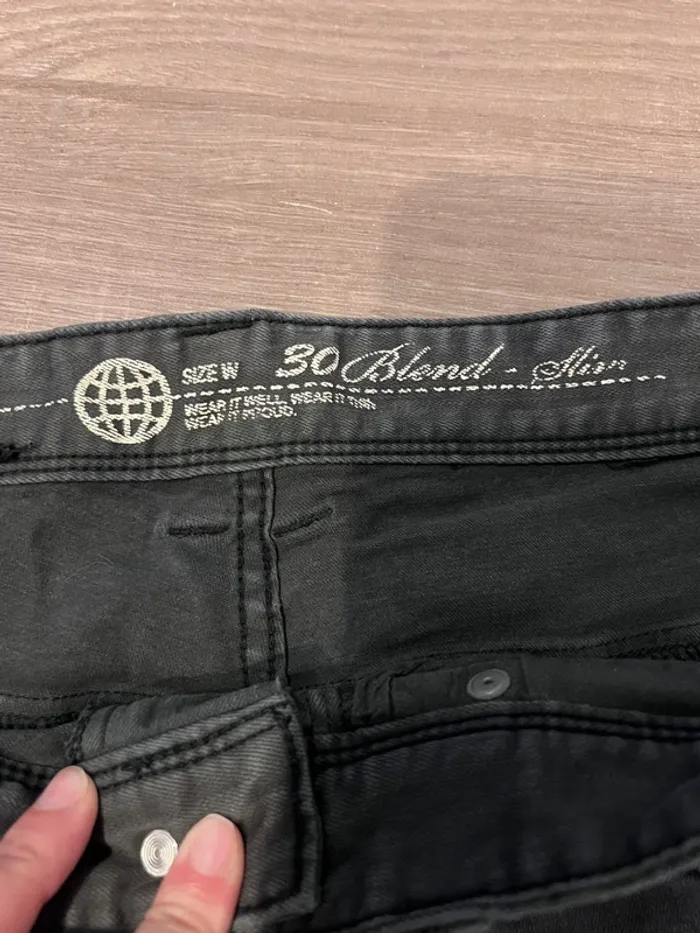 SIZE W 30 Blend - Slim
WEAR IT WELL, WEAR IT THIN
WEAR IT PROUD.